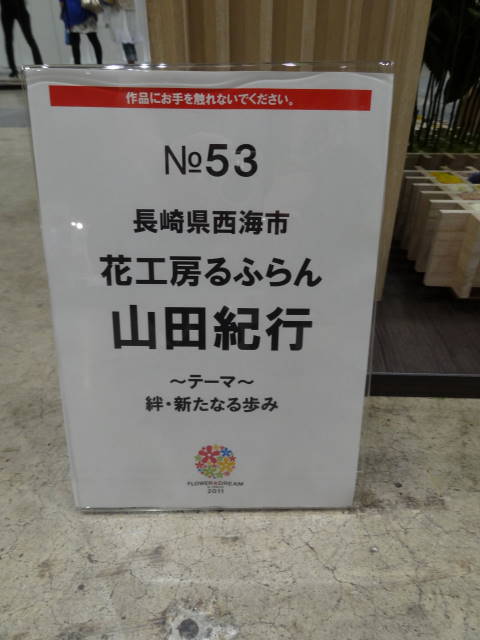 作品にお手を触れないでください。
№53
長崎県西海市
花工房るふらん
山田紀行
～テーマ～
絆・新たなる歩み
FLOWER DREAM
2011